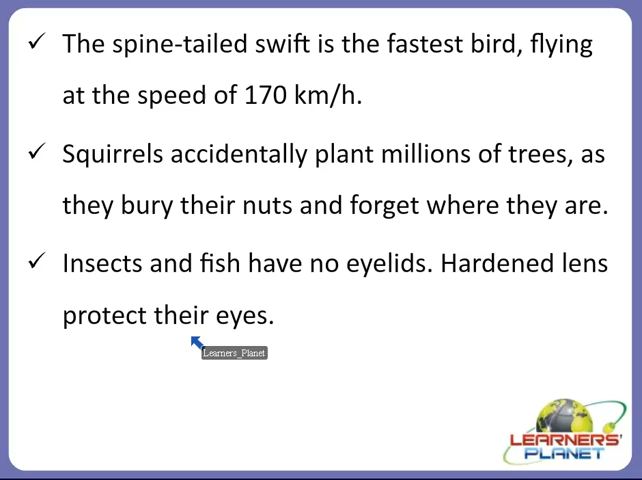 ✓ The spine-tailed swift is the fastest bird, flying
at the speed of 170 km/h.
✓ Squirrels accidentally plant millions of trees, as
they bury their nuts and forget where they are.
✓ Insects and fish have no eyelids. Hardened lens
protect their eyes.
Learners_Planet
LEARNERS'
PLANET